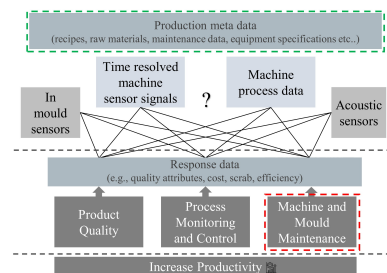 Production meta data
(recipes, raw materials, maintenance data, equipment specifications etc..)
Time resolved
machine
sensor signals
?
Machine
process data
In
mould
sensors
Acoustic
sensors
Response data
(e.g., quality attributes, cost, scrab, efficiency)
Product
Quality
Process
Monitoring
and Control
Machine and
Mould
Maintenance
Increase Productivity